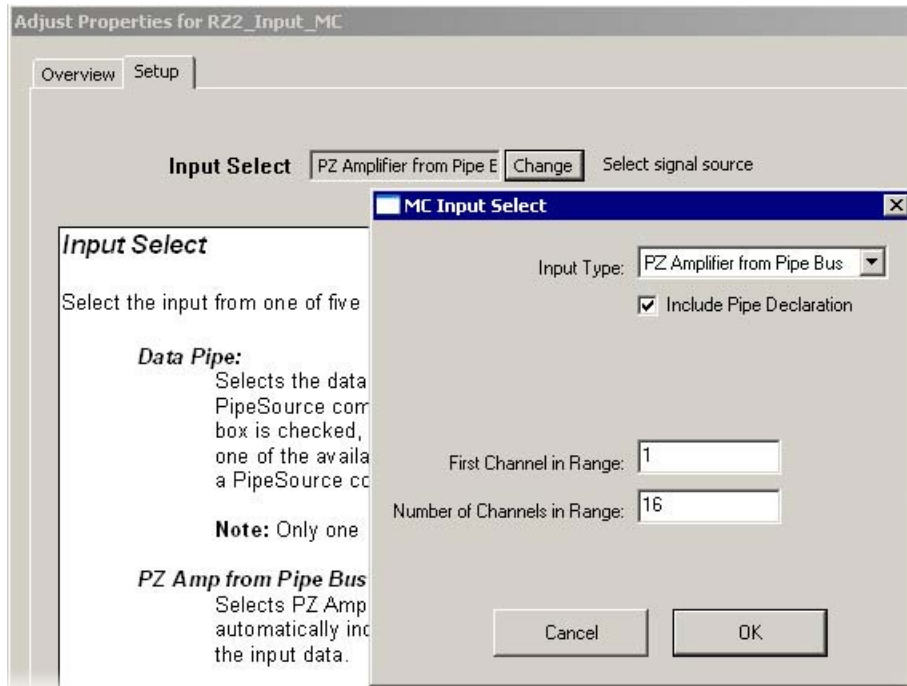 Adjust Properties for RZ2_Input_MC
Overview
Setup
Input Select
PZ Amplifier from Pipe E
Change
Select signal source
Input Select
Select the input from one of five
Data Pipe:
Selects the data
PipeSource com
box is checked,
one of the availa
a PipeSource co
Note: Only one
PZ Amp from Pipe Bus
Selects PZ Amp
automatically inc
the input data.
MC Input Select
Input Type:
PZ Amplifier from Pipe Bus
Include Pipe Declaration
First Channel in Range:
1
Number of Channels in Range:
16
Cancel
OK